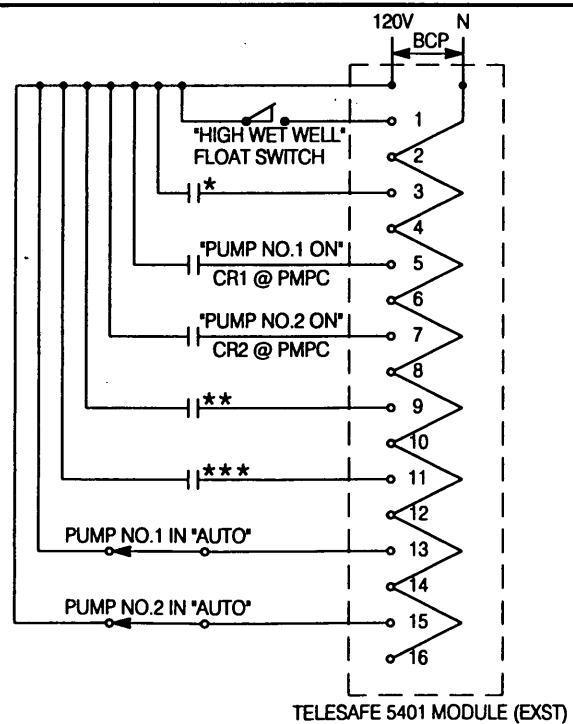 120V N
BCP
1
"HIGH WET WELL"
FLOAT SWITCH
2
*
3
4
"PUMP NO.1 ON"
5
CR1 @ PMPC
6
"PUMP NO.2 ON"
7
CR2 @ PMPC
8
**
9
10
***
11
12
PUMP NO.1 IN "AUTO"
13
14
PUMP NO.2 IN "AUTO"
15
16
TELESAFE 5401 MODULE (EXST)